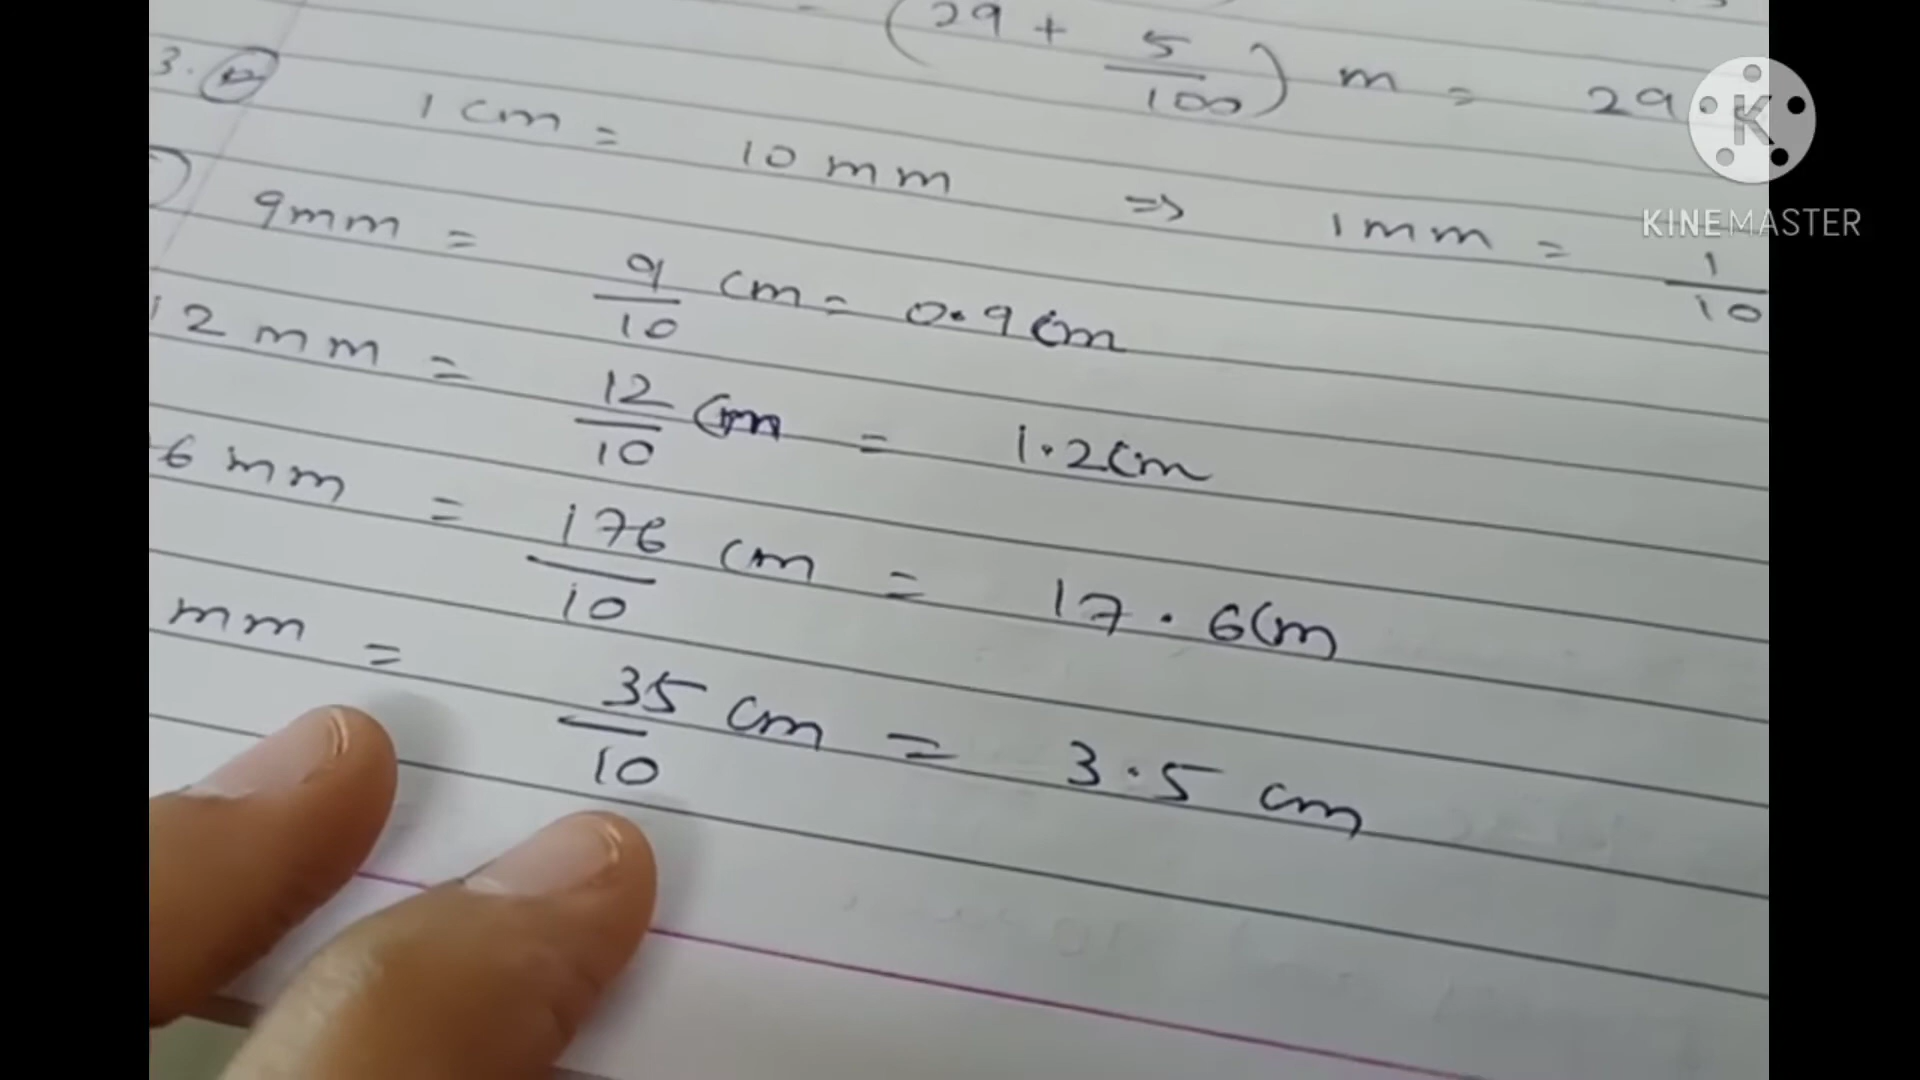 (29 + 5/100) m = 29
3.
1 cm = 10 mm => 1 mm = 1/10
9mm = 9/10 cm = 0.9cm
12 mm = 12/10 cm = 1.2cm
6 mm = 176/10 cm = 17.6cm
mm = 35/10 cm = 3.5 cm
K
KINEMASTER